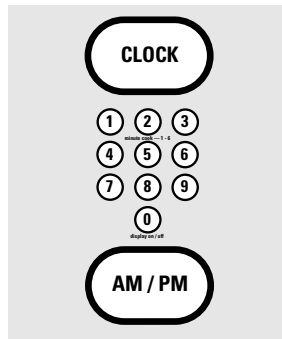 CLOCK
1 2 3
minute cook — 1 - 6
4 5 6
7 8 9
0
display on / off
AM / PM